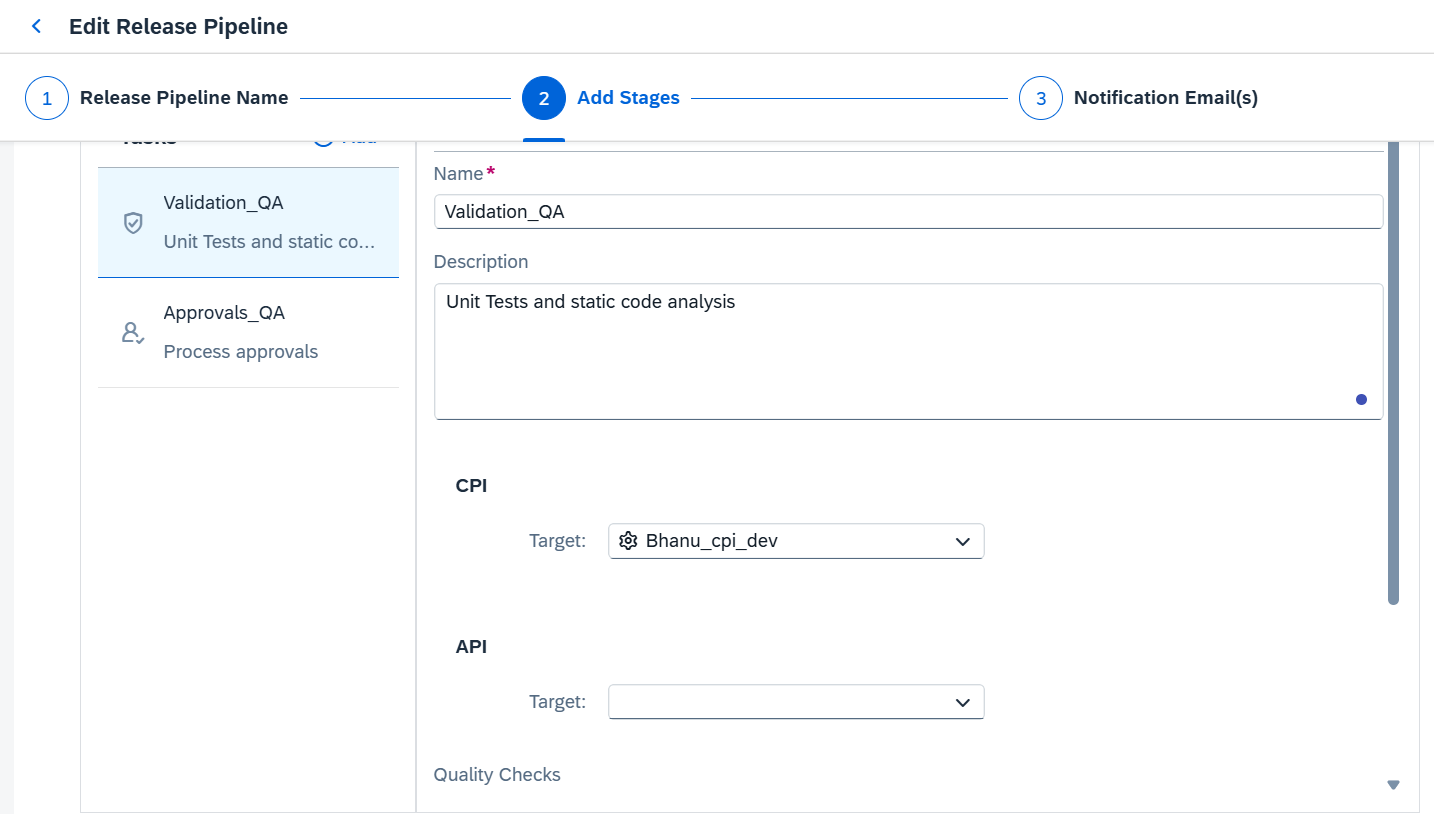 Edit Release Pipeline
1 Release Pipeline Name
2 Add Stages
3 Notification Email(s)
Tasks
Add
Validation_QA
Unit Tests and static co...
Approvals_QA
Process approvals
Name*
Validation_QA
Description
Unit Tests and static code analysis
CPI
Target: Bhanu_cpi_dev
API
Target:
Quality Checks